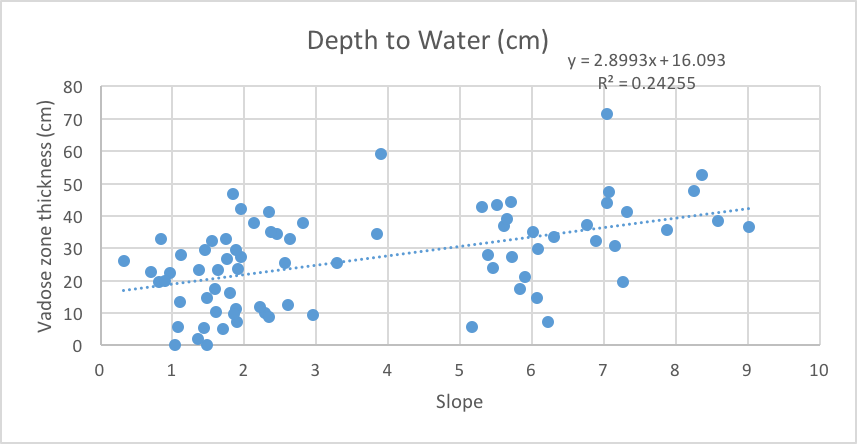 Depth to Water (cm)
y = 2.8993x + 16.093
R² = 0.24255
Vadose zone thickness (cm)
80
70
60
50
40
30
20
10
0
0 1 2 3 4 5 6 7 8 9 10
Slope